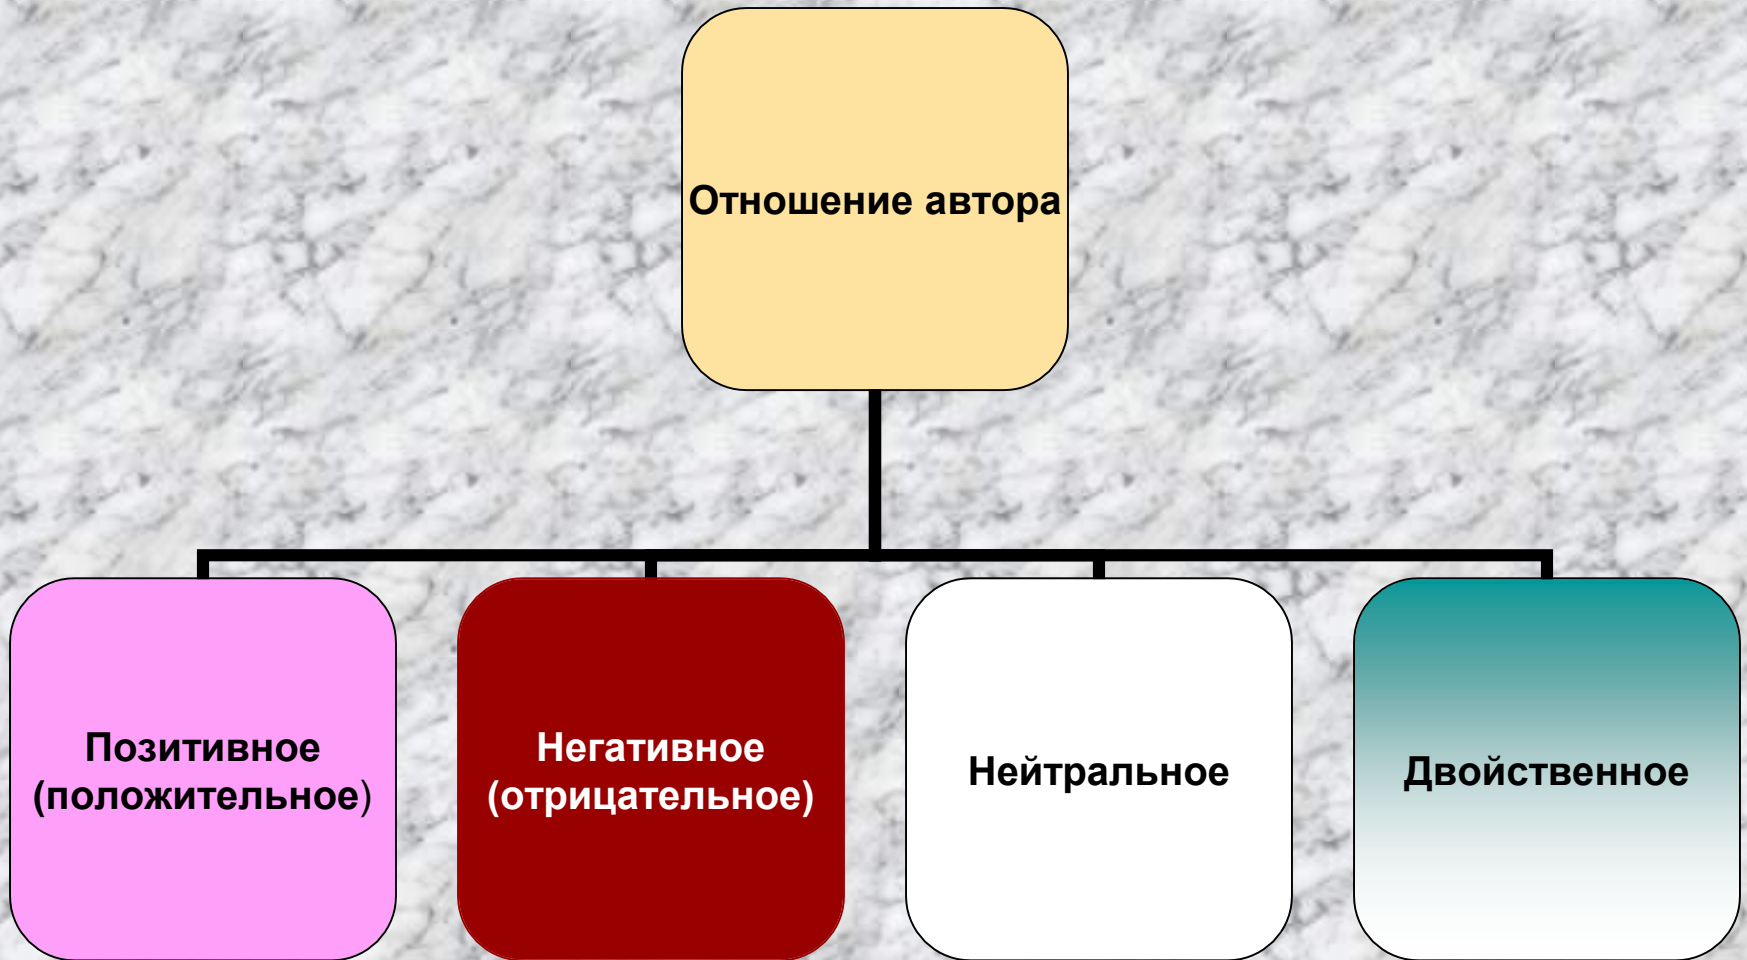 Отношение автора
Позитивное
(положительное)
Негативное
(отрицательное)
Нейтральное
Двойственное